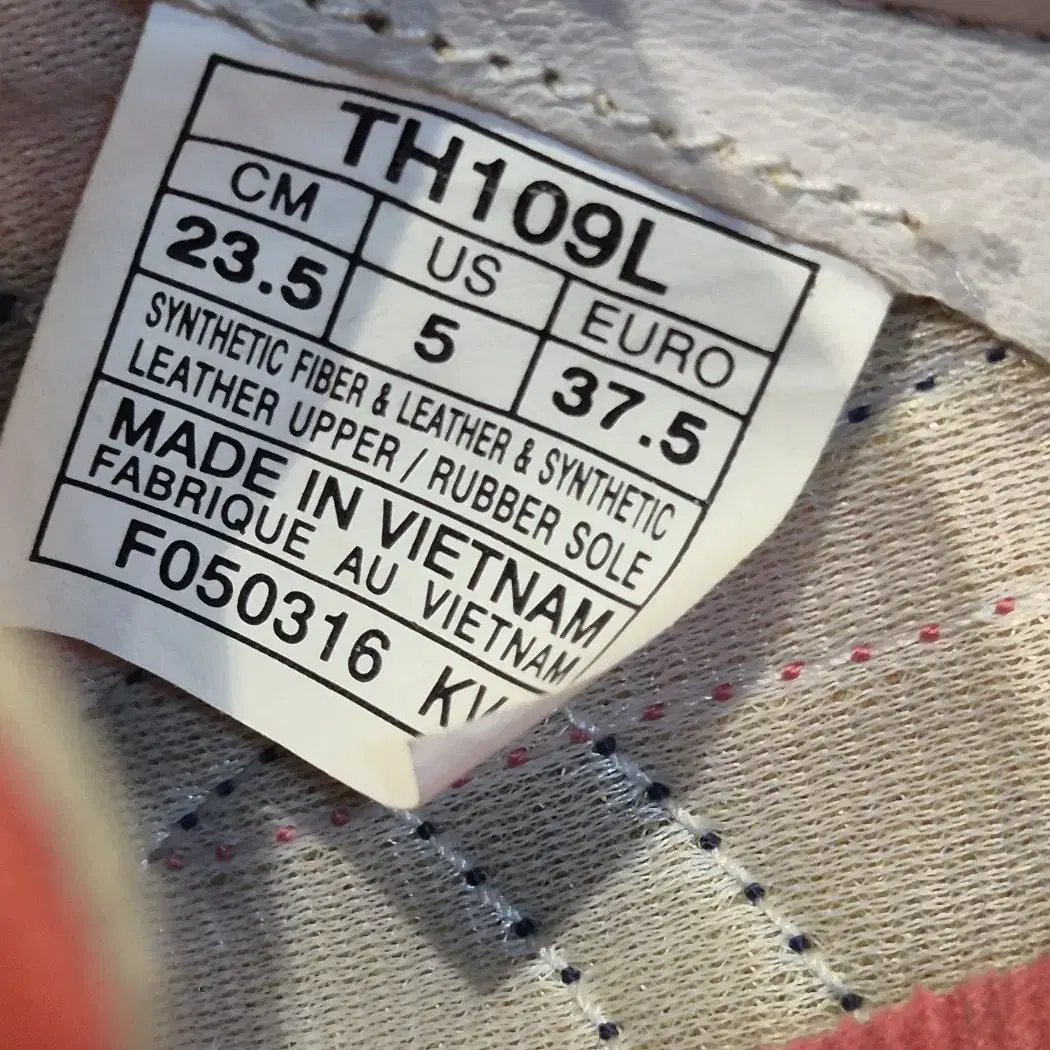 TH109L
CM US EURO
23.5 5 37.5
SYNTHETIC FIBER & LEATHER & SYNTHETIC
LEATHER UPPER / RUBBER SOLE
MADE IN VIETNAM
FABRIQUE AU VIETNAM
F050316